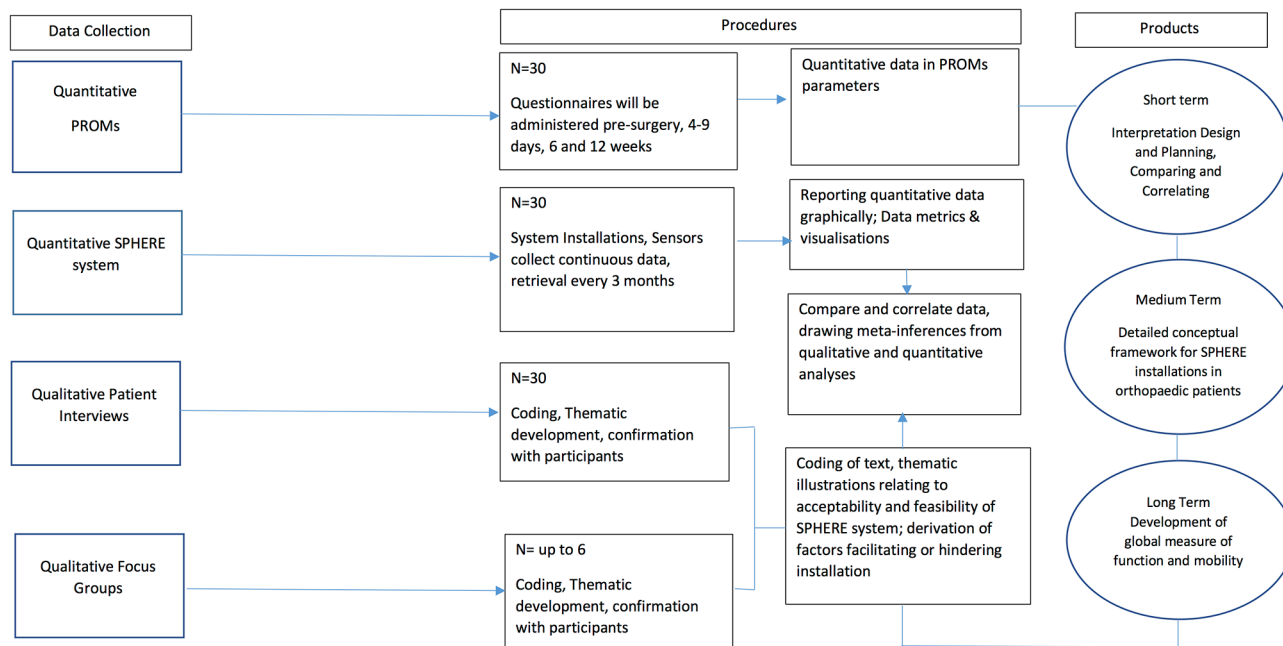 Data Collection
Procedures
Products
Quantitative
PROMs
N=30
Questionnaires will be
administered pre-surgery, 4-9
days, 6 and 12 weeks
Quantitative data in PROMs
parameters
Short term
Interpretation Design
and Planning,
Comparing and
Correlating
Quantitative SPHERE
system
N=30
System Installations, Sensors
collect continuous data,
retrieval every 3 months
Reporting quantitative data
graphically; Data metrics &
visualisations
Compare and correlate data,
drawing meta-inferences from
qualitative and quantitative
analyses
Medium Term
Detailed conceptual
framework for SPHERE
installations in
orthopaedic patients
Qualitative Patient
Interviews
N=30
Coding, Thematic
development, confirmation
with participants
Coding of text, thematic
illustrations relating to
acceptability and feasibility of
SPHERE system; derivation of
factors facilitating or hindering
installation
Long Term
Development of
global measure of
function and mobility
Qualitative Focus
Groups
N= up to 6
Coding, Thematic
development, confirmation
with participants